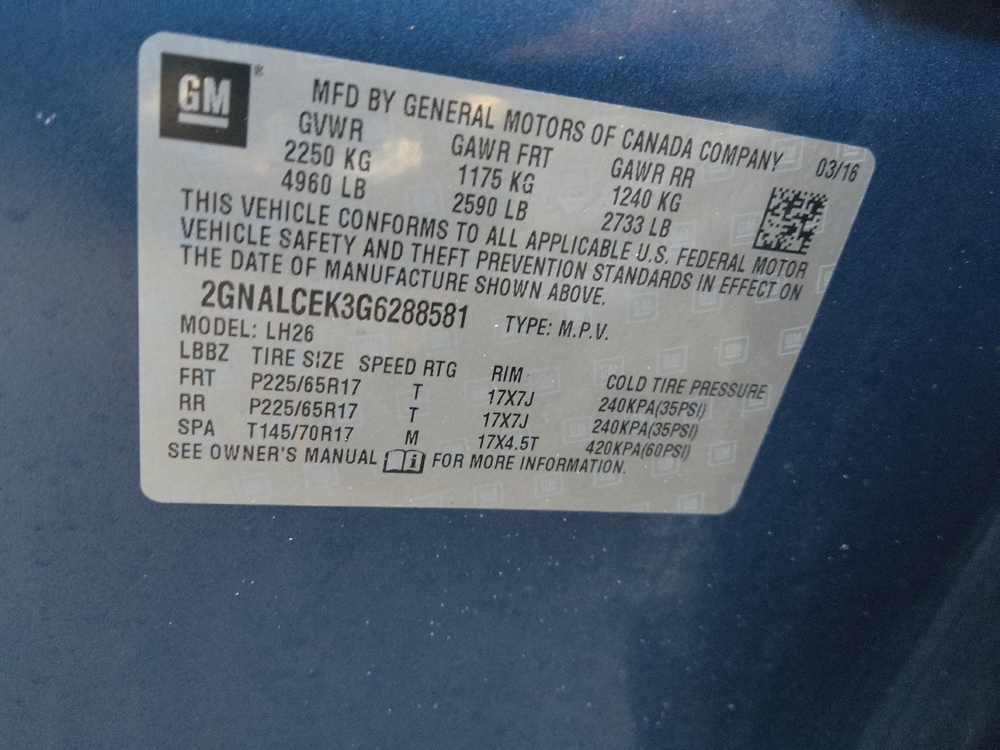 GM
MFD BY GENERAL MOTORS OF CANADA COMPANY 03/16
GVWR GAWR FRT GAWR RR
2250 KG 1175 KG 1240 KG
4960 LB 2590 LB 2733 LB
THIS VEHICLE CONFORMS TO ALL APPLICABLE U.S. FEDERAL MOTOR
VEHICLE SAFETY AND THEFT PREVENTION STANDARDS IN EFFECT ON
THE DATE OF MANUFACTURE SHOWN ABOVE.
2GNALCEK3G6288581 TYPE: M.P.V.
MODEL: LH26
LBBZ TIRE SIZE SPEED RTG RIM COLD TIRE PRESSURE
FRT P225/65R17 T 17X7J 240KPA(35PSI)
RR P225/65R17 T 17X7J 240KPA(35PSI)
SPA T145/70R17 M 17X4.5T 420KPA(60PSI)
SEE OWNER'S MANUAL i FOR MORE INFORMATION.